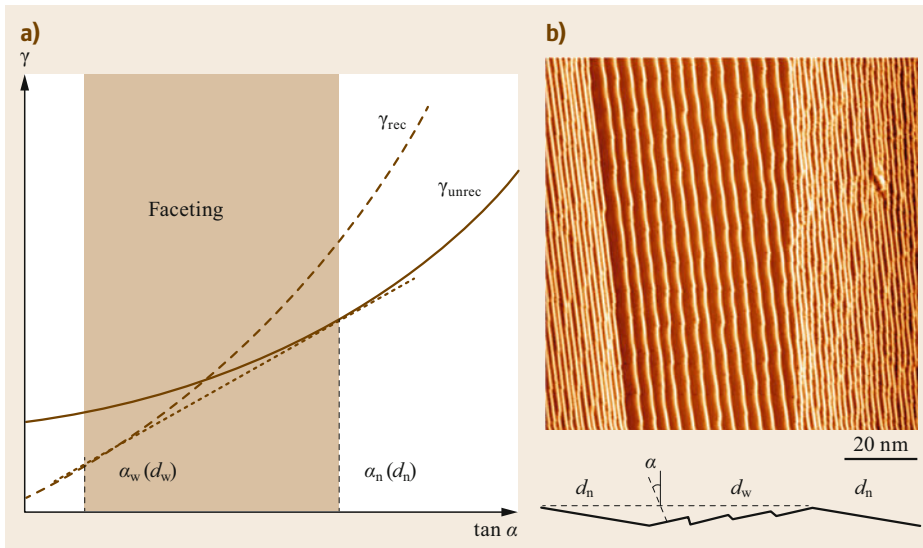 a)
γ
γrec
γunrec
Faceting
αw (dw)
αn (dn)
tan α
b)
20 nm
α
dn
dw
dn